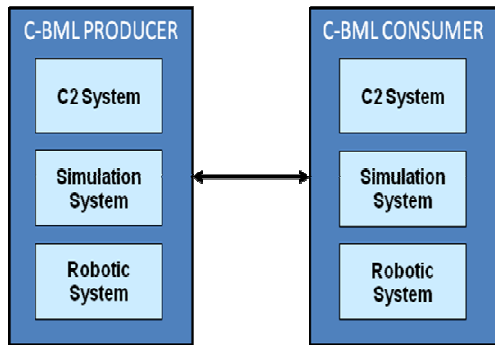 C-BML PRODUCER
C2 System
Simulation
System
Robotic
System
C-BML CONSUMER
C2 System
Simulation
System
Robotic
System